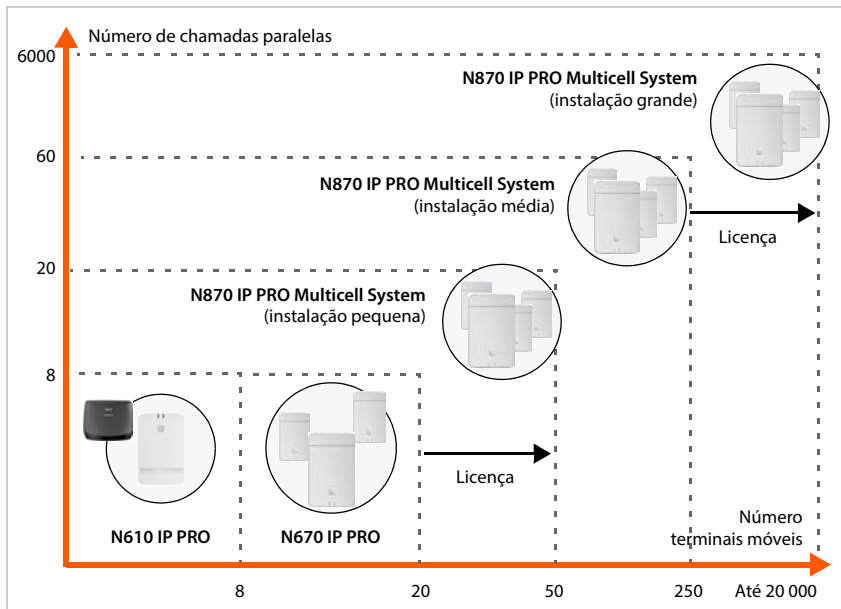 Número de chamadas paralelas
6000
N870 IP PRO Multicell System
(instalação grande)
60
N870 IP PRO Multicell System
(instalação média)
Licença
20
N870 IP PRO Multicell System
(instalação pequena)
8
Licença
N610 IP PRO
N670 IP PRO
Número
terminais móveis
8
20
50
250
Até 20 000